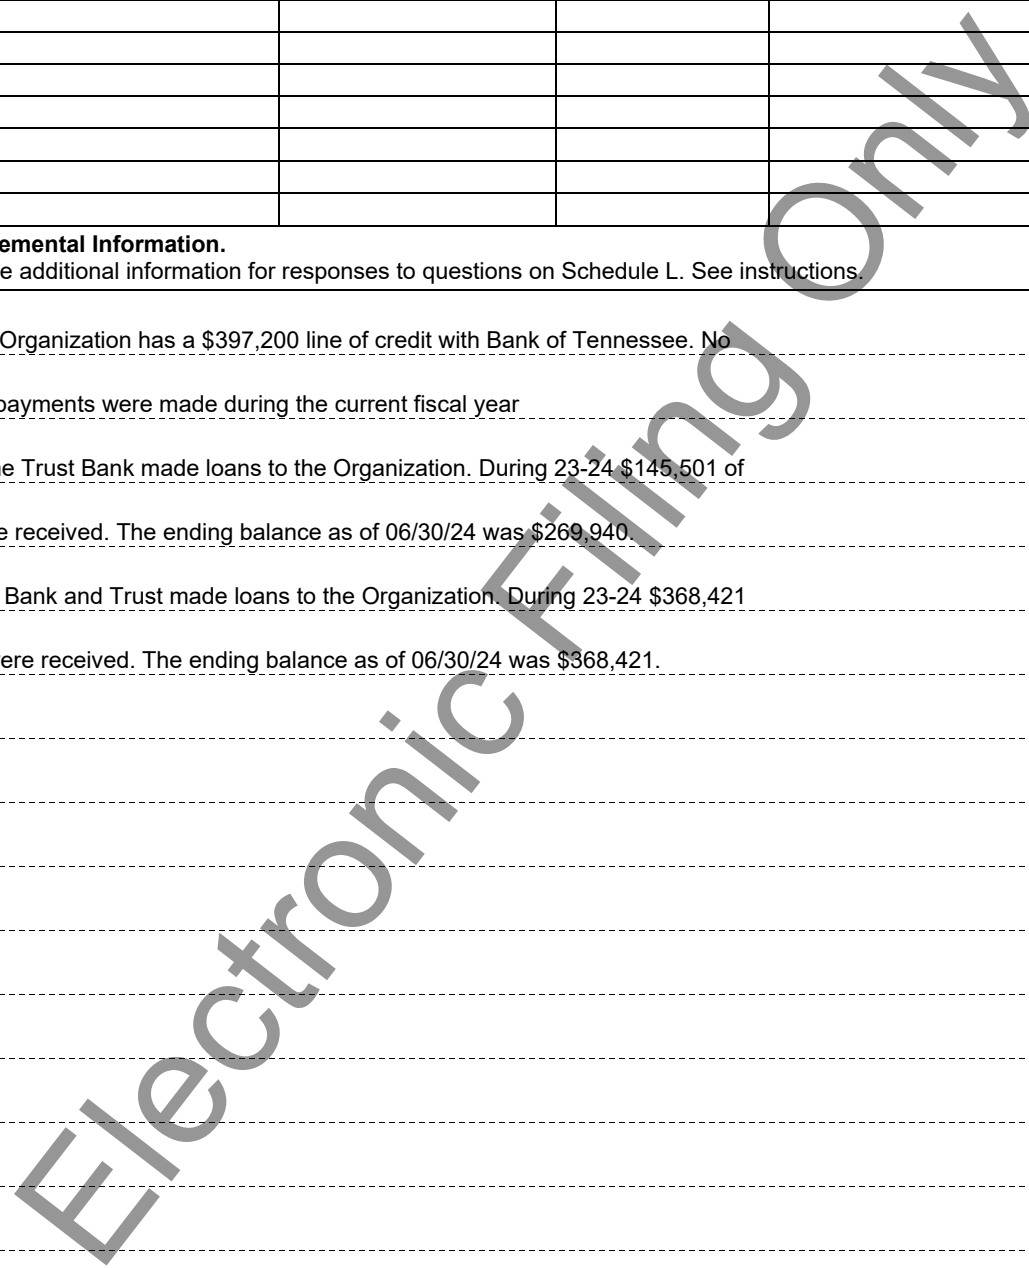 emental Information.
e additional information for responses to questions on Schedule L. See instructions.
Organization has a $397,200 line of credit with Bank of Tennessee. No
payments were made during the current fiscal year
e Trust Bank made loans to the Organization. During 23-24 $145,501 of
e received. The ending balance as of 06/30/24 was $269,940.
Bank and Trust made loans to the Organization. During 23-24 $368,421
ere received. The ending balance as of 06/30/24 was $368,421.
Electronic Filing Only